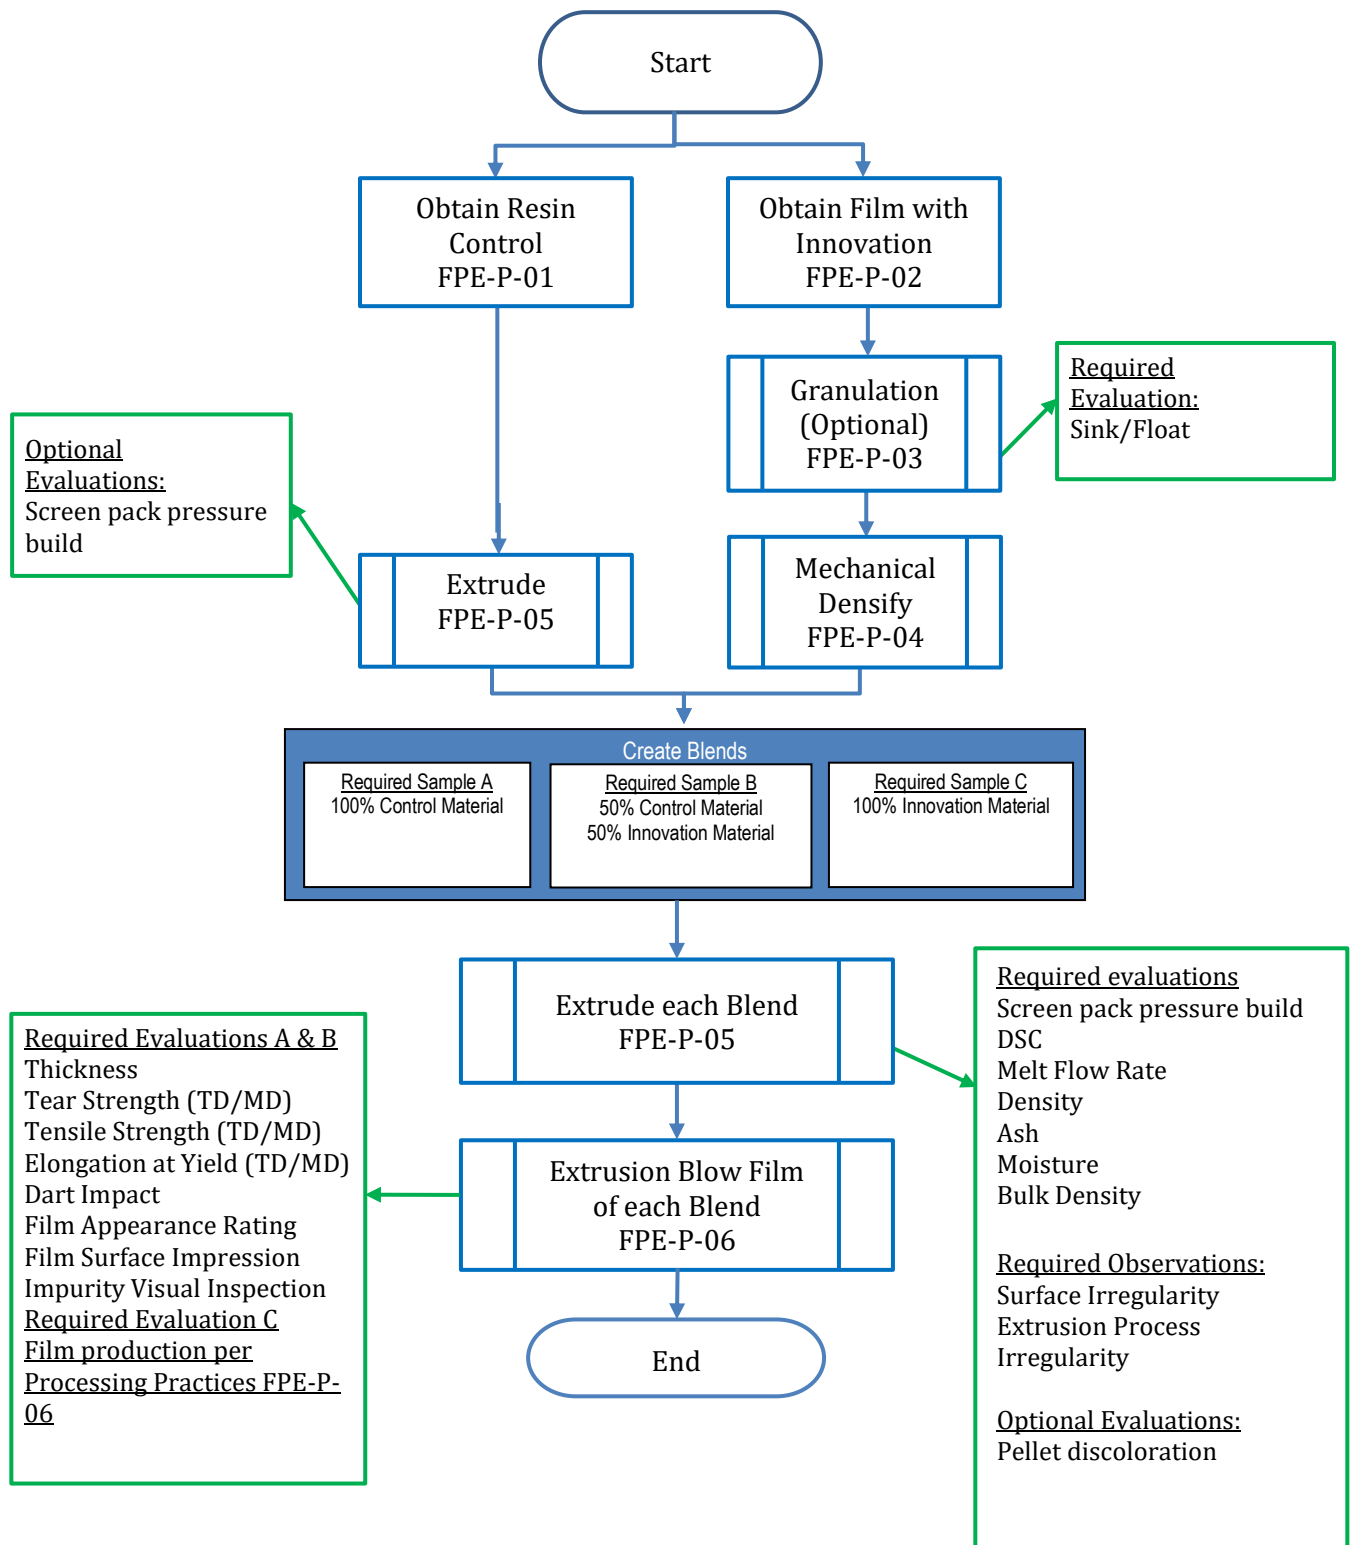 Start
Obtain Resin
Control
FPE-P-01
Obtain Film with
Innovation
FPE-P-02
Granulation
(Optional)
FPE-P-03
Required
Evaluation:
Sink/Float
Optional
Evaluations:
Screen pack pressure
build
Extrude
FPE-P-05
Mechanical
Densify
FPE-P-04
Create Blends
Required Sample A
100% Control Material
Required Sample B
50% Control Material
50% Innovation Material
Required Sample C
100% Innovation Material
Extrude each Blend
FPE-P-05
Required evaluations
Screen pack pressure build
DSC
Melt Flow Rate
Density
Ash
Moisture
Bulk Density
Required Observations:
Surface Irregularity
Extrusion Process
Irregularity
Optional Evaluations:
Pellet discoloration
Required Evaluations A & B
Thickness
Tear Strength (TD/MD)
Tensile Strength (TD/MD)
Elongation at Yield (TD/MD)
Dart Impact
Film Appearance Rating
Film Surface Impression
Impurity Visual Inspection
Required Evaluation C
Film production per
Processing Practices FPE-P-
06
Extrusion Blow Film
of each Blend
FPE-P-06
End